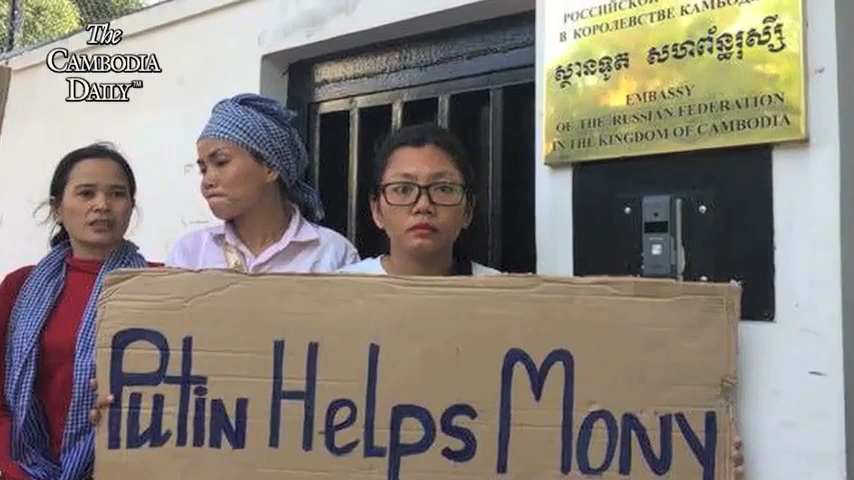 The
CAMBODIA
DAILY™
РОССИЙСКОЙ
В КОРОЛЕВСТВЕ КАМБОДЖА
ស្ថានទូត សហព័ន្ធរុស្ស៊ី
EMBASSY
OF THE RUSSIAN FEDERATION
IN THE KINGDOM OF CAMBODIA
Putin Helps Mony